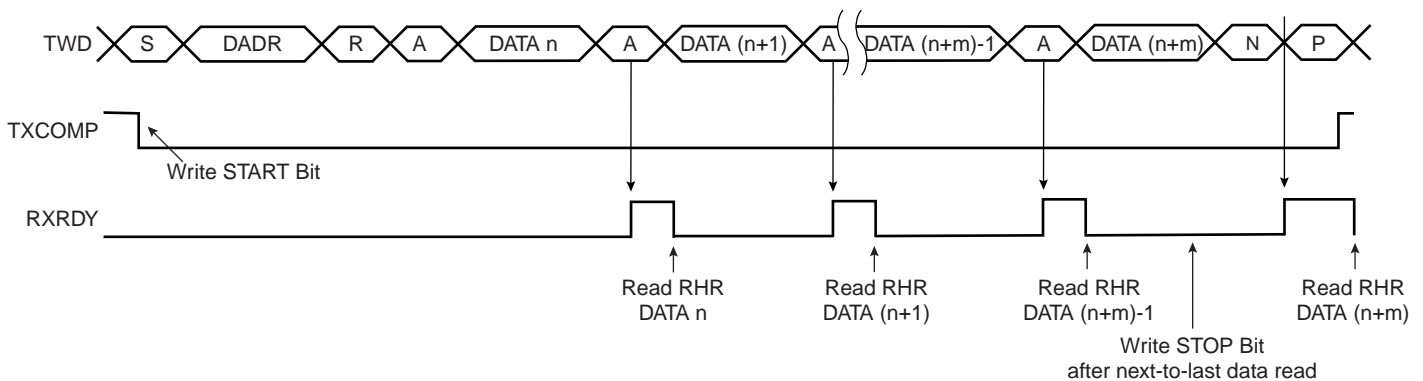 TWD S DADR R A DATA n A DATA (n+1) A DATA (n+m)-1 A DATA (n+m) N P
TXCOMP
Write START Bit
RXRDY
Read RHR
DATA n
Read RHR
DATA (n+1)
Read RHR
DATA (n+m)-1
Read RHR
DATA (n+m)
Write STOP Bit
after next-to-last data read